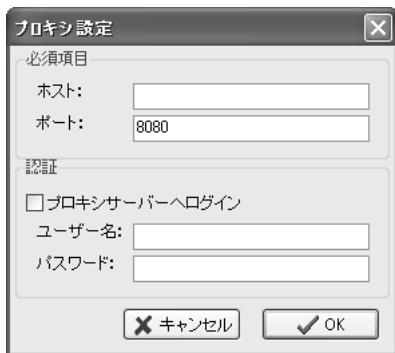 プロキシ設定
必須項目
ホスト:
ポート: 8080
認証
プロキシサーバーへログイン
ユーザー名:
パスワード:
キャンセル OK